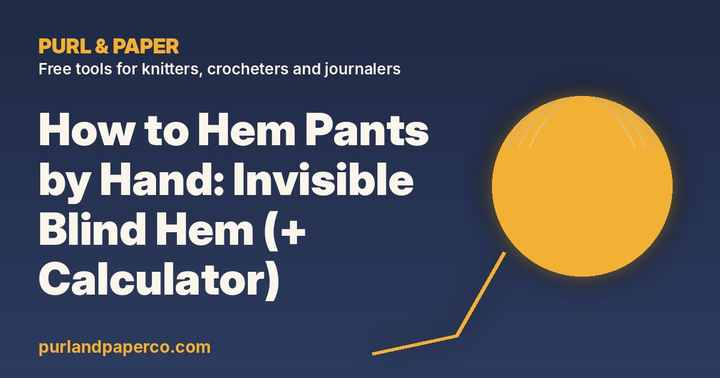 PURL & PAPER
Free tools for knitters, crocheters and journalers
How to Hem Pants
by Hand: Invisible
Blind Hem (+
Calculator)
purlandpaperco.com